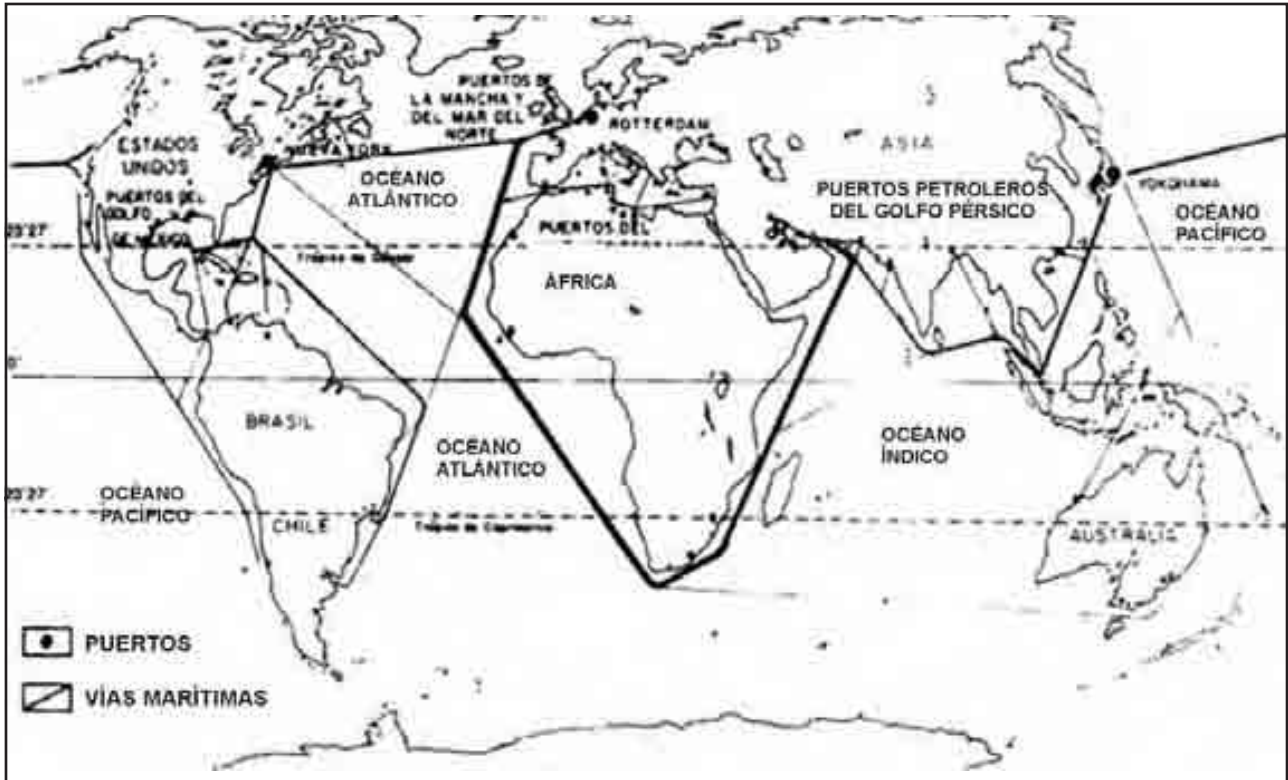 PUERTOS DE
LA MANCHA Y
DEL MAR DEL
NORTE
ROTTERDAM
ESTADOS
UNIDOS
NUEVA YORK
OCÉANO
ATLÁNTICO
ASIA
PUERTOS DEL
GOLFO
DE MEXICO
PUERTOS PETROLEROS
DEL GOLFO PÉRSICO
YOKOHAMA
OCÉANO
PACÍFICO
PUERTOS DEL
23°27'
Trópico de Cancer
ÁFRICA
0°
BRASIL
OCÉANO
ATLÁNTICO
OCÉANO
ÍNDICO
23°27'
OCÉANO
PACÍFICO
CHILE
Trópico de Capricornio
AUSTRALIA
PUERTOS
VÍAS MARÍTIMAS